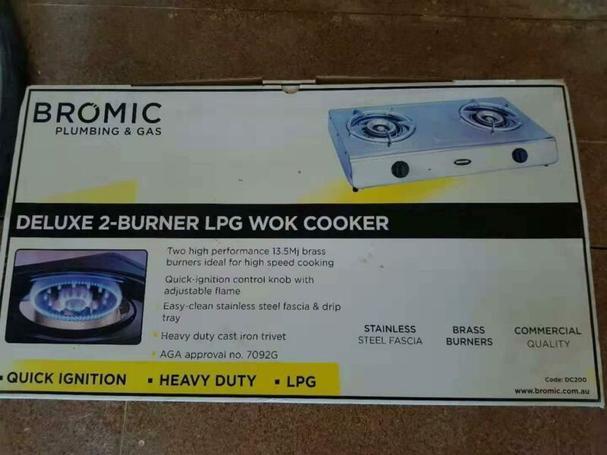 BROMIC
PLUMBING & GAS
DELUXE 2-BURNER LPG WOK COOKER
Two high performance 13.5Mj brass
burners ideal for high speed cooking
Quick-ignition control knob with
adjustable flame
Easy-clean stainless steel fascia & drip
tray
Heavy duty cast iron trivet
AGA approval no. 7092G
STAINLESS
STEEL FASCIA
BRASS
BURNERS
COMMERCIAL
QUALITY
▪ QUICK IGNITION ▪ HEAVY DUTY ▪ LPG
Code: DC200
www.bromic.com.au